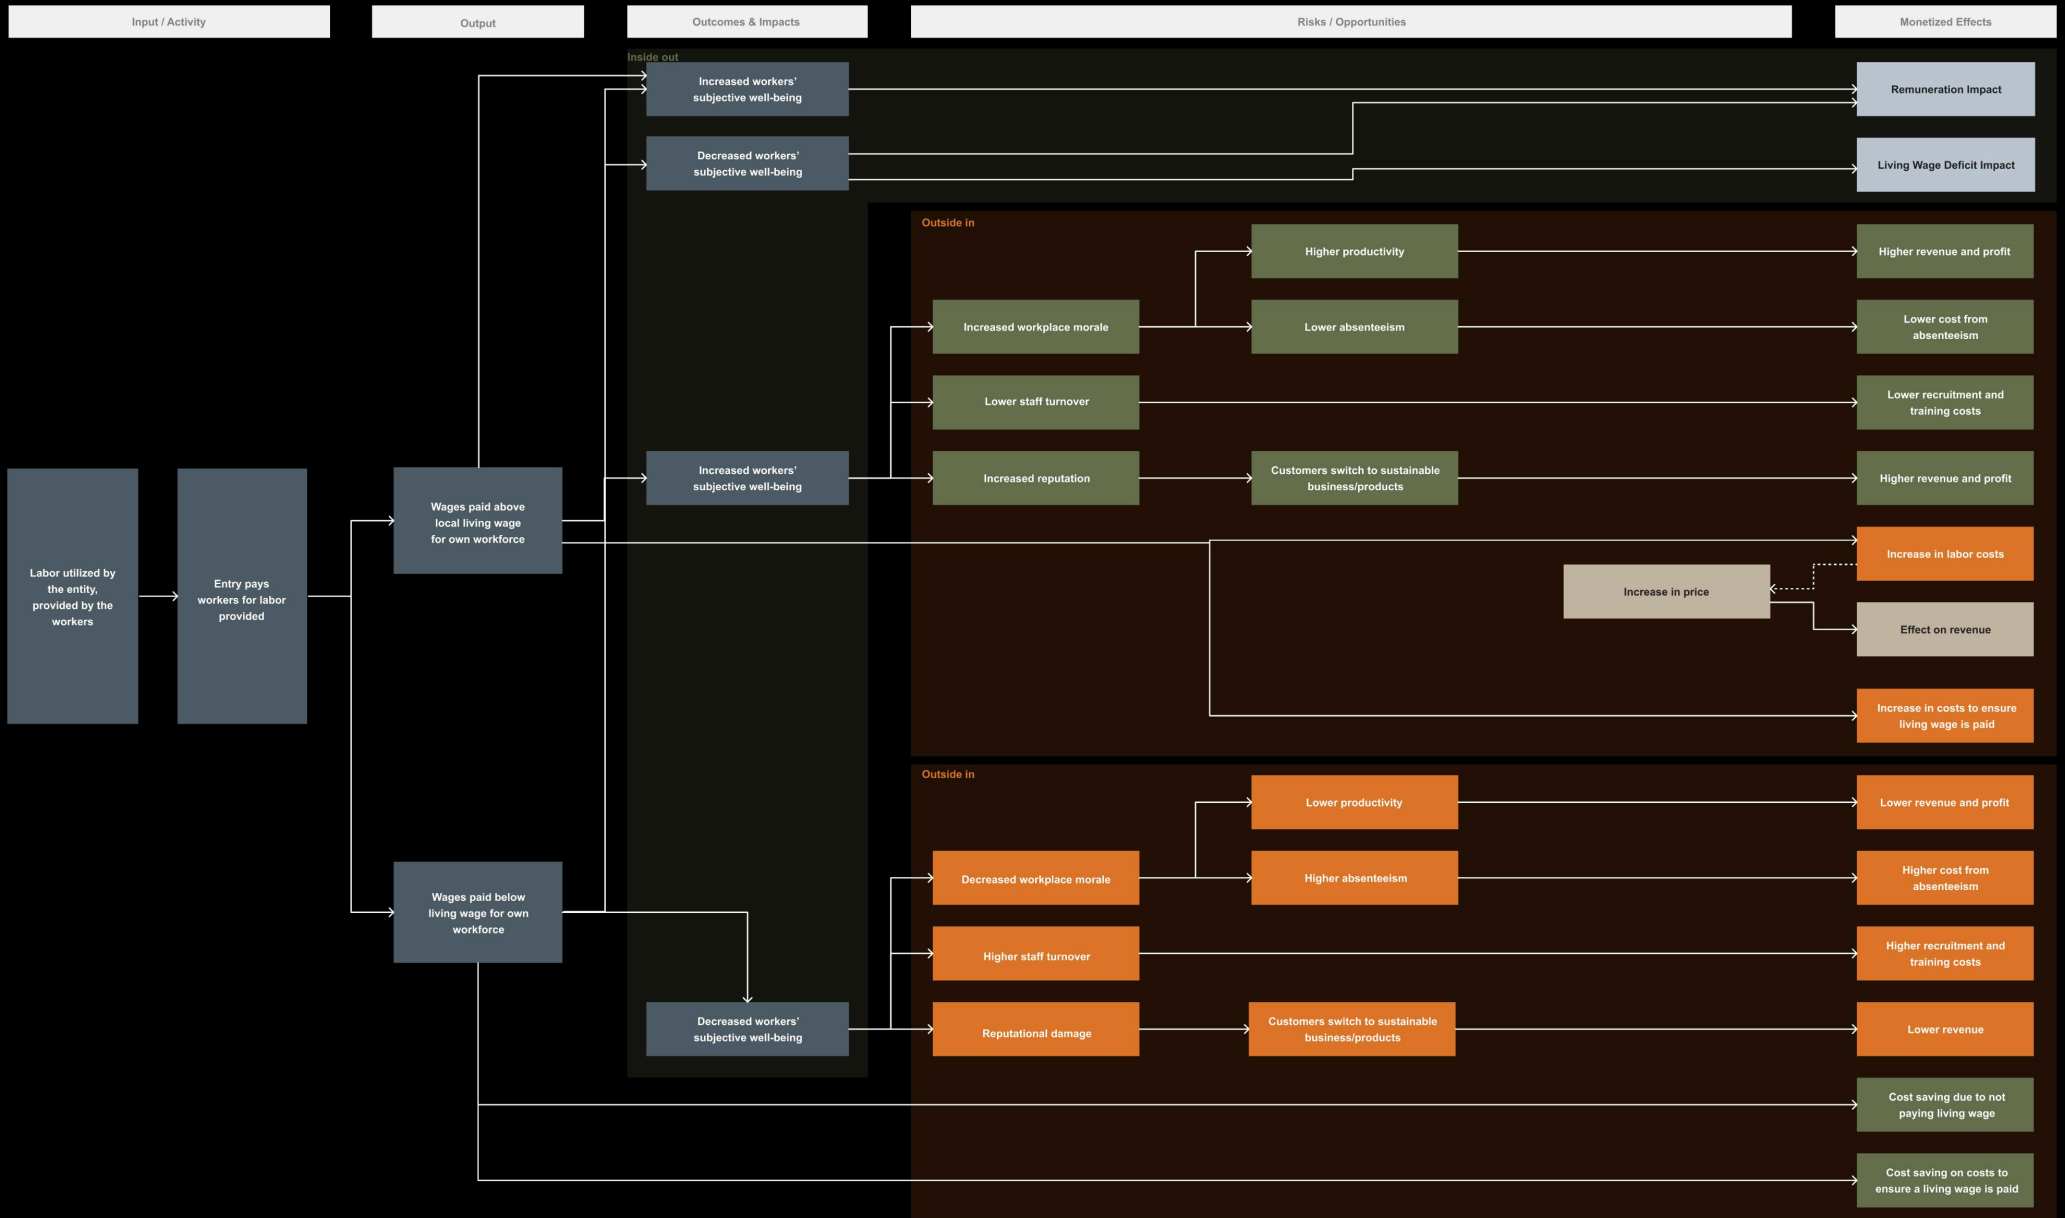 Input / Activity
Output
Outcomes & Impacts
Risks / Opportunities
Monetized Effects
Inside out
Increased workers'
subjective well-being
Remuneration Impact
Decreased workers'
subjective well-being
Living Wage Deficit Impact
Outside in
Higher productivity
Higher revenue and profit
Increased workplace morale
Lower absenteeism
Lower cost from
absenteeism
Lower staff turnover
Lower recruitment and
training costs
Increased workers'
subjective well-being
Increased reputation
Customers switch to sustainable
business/products
Higher revenue and profit
Wages paid above
local living wage
for own workforce
Increase in labor costs
Labor utilized by
the entity,
provided by the
workers
Entry pays
workers for labor
provided
Increase in price
Effect on revenue
Increase in costs to ensure
living wage is paid
Outside in
Lower productivity
Lower revenue and profit
Wages paid below
living wage for own
workforce
Decreased workplace morale
Higher absenteeism
Higher cost from
absenteeism
Higher staff turnover
Higher recruitment and
training costs
Decreased workers'
subjective well-being
Reputational damage
Customers switch to sustainable
business/products
Lower revenue
Cost saving due to not
paying living wage
Cost saving on costs to
ensure a living wage is paid